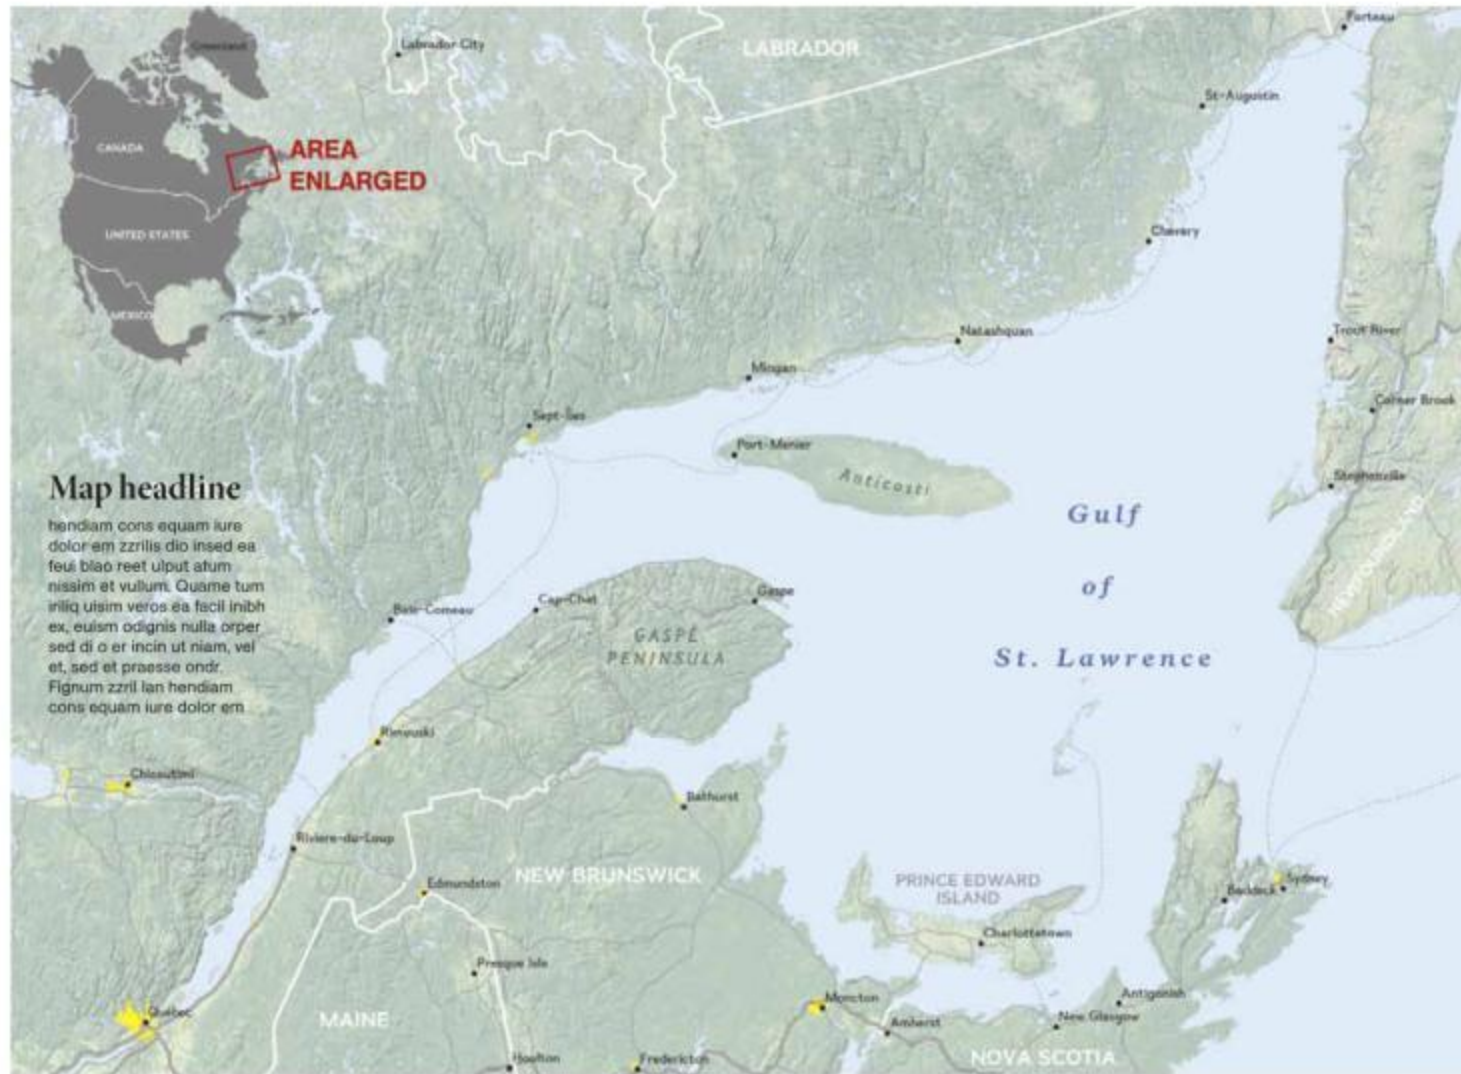 Greenland
CANADA
UNITED STATES
MEXICO
AREA
ENLARGED
Labrador City
LABRADOR
Forteau
St-Augustin
Chevery
Natashquan
Mingan
Sept-Îles
Port-Menier
Anticosti
Trout River
Corner Brook
Stephenville
NEWFOUNDLAND
Gulf
of
St. Lawrence
Map headline
hendiam cons equam iure
dolor em zzrilis dio insed ea
feui blao reet ulput atum
nissim et vullum. Quame tum
iriliq uisim veros ea facil inibh
ex, euism odignis nulla orper
sed di o er incin ut niam, vel
et, sed et praesse ondr.
Fignum zzril lan hendiam
cons equam iure dolor em
Baie-Comeau
Cap-Chat
Gaspe
GASPÉ
PENINSULA
Rimouski
Chicoutimi
Bathurst
Riviere-du-Loup
Edmundston
NEW BRUNSWICK
PRINCE EDWARD
ISLAND
Charlottetown
Baddeck
Sydney
Presque Isle
Quebec
MAINE
Moncton
Amherst
Antigonish
New Glasgow
Houlton
Fredericton
NOVA SCOTIA